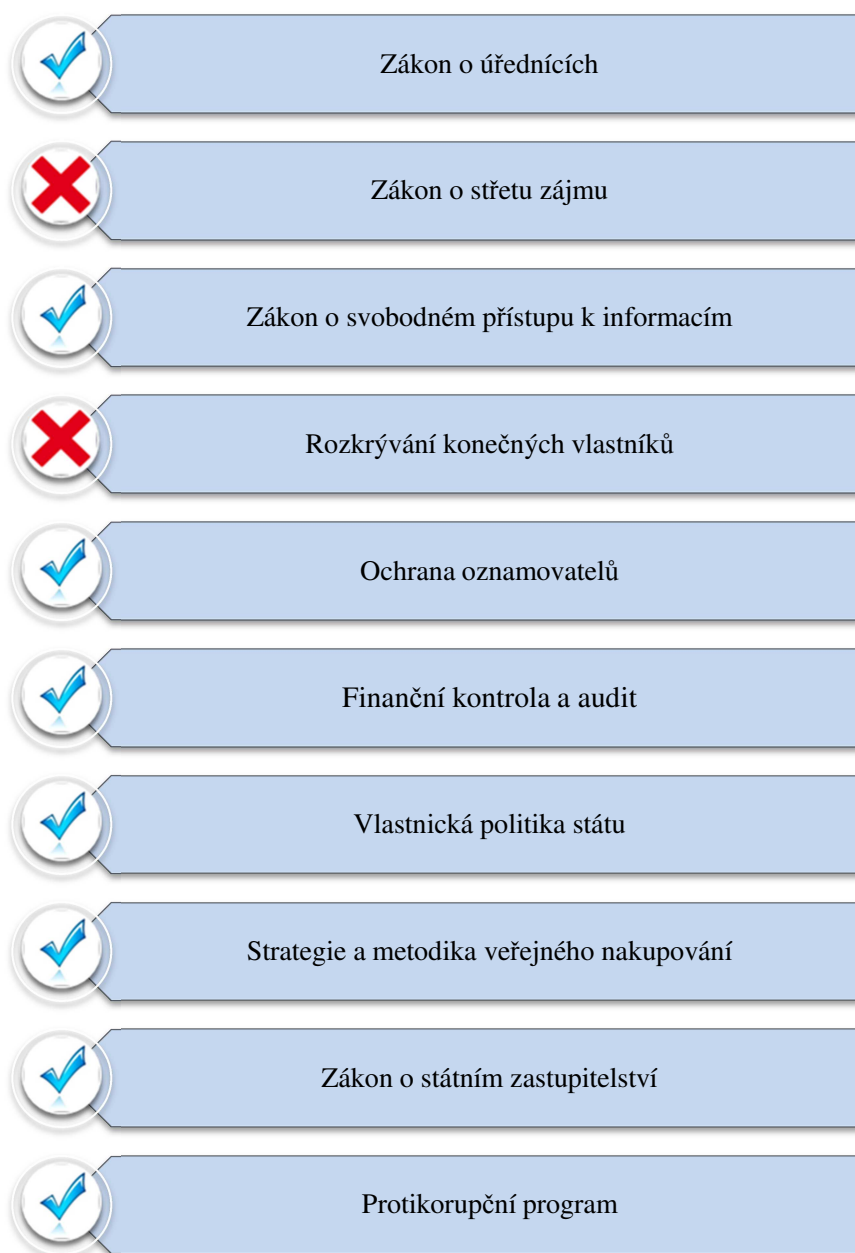 Zákon o úřednících
Zákon o střetu zájmu
Zákon o svobodném přístupu k informacím
Rozkrývání konečných vlastníků
Ochrana oznamovatelů
Finanční kontrola a audit
Vlastnická politika státu
Strategie a metodika veřejného nakupování
Zákon o státním zastupitelství
Protikorupční program